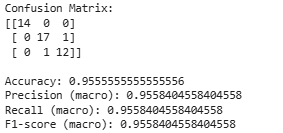 Confusion Matrix:
[[14  0  0]
 [ 0 17  1]
 [ 0  1 12]]
Accuracy: 0.9555555555555556
Precision (macro): 0.9558404558404558
Recall (macro): 0.9558404558404558
F1-score (macro): 0.9558404558404558